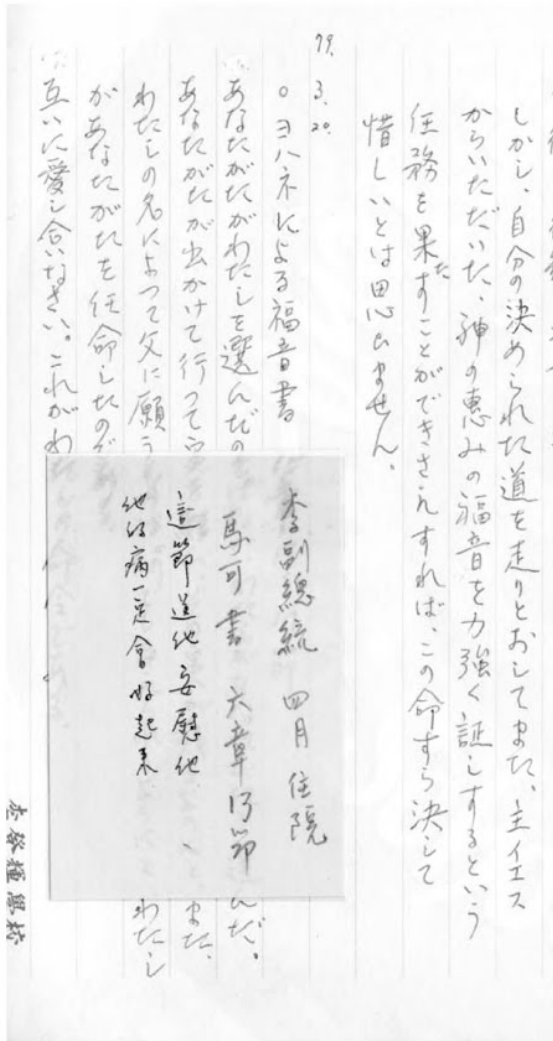 しかし、自分の決められた道を走りとおしてまた、主イエス
からいただいた、神の恵みの福音を力強く証しするという
任務を果すことができさえすれば、この命すら決して
た
惜しいとは思いません。
79. 3. 20.
○ヨハネによる福音書
あなたがたがわたしを選んだの
んだ。
あなたがたが出かけて行って
また、
わたしの名によって父に願う
わたし
があなたがたを任命したのぞ
互いに愛し合いなさい。これがわ
李副總統 四月 住院
馬可書 六章 節
這節送他安慰他、
他的病一定會好起來